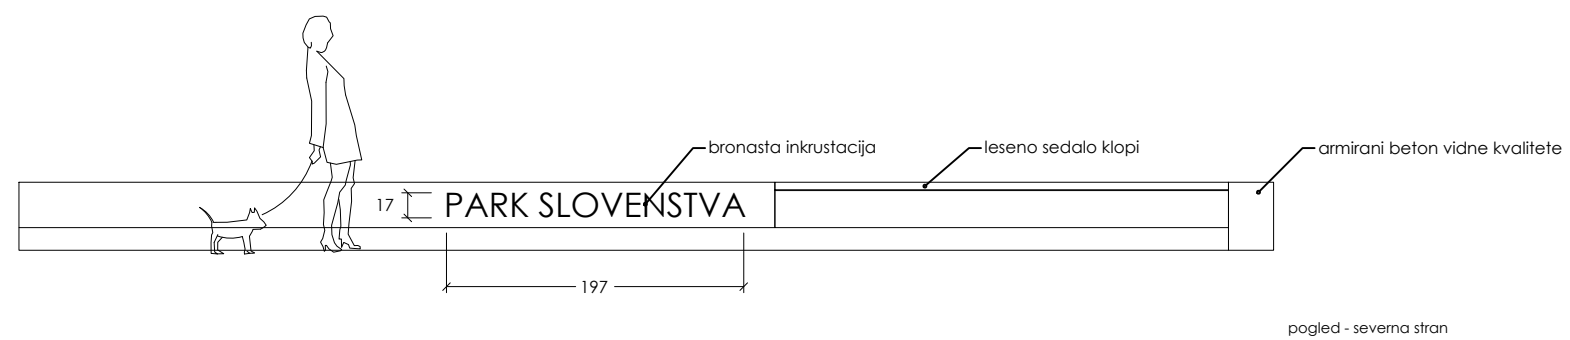 bronasta inkrustacija
leseno sedalo klopi
armirani beton vidne kvalitete
17
PARK SLOVENSTVA
197
pogled - severna stran